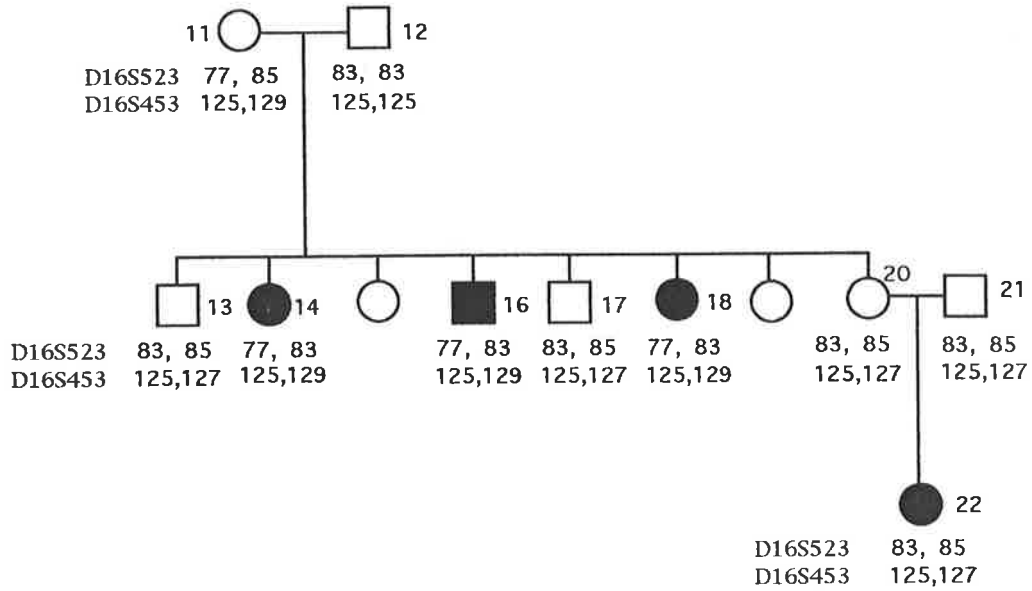 11 12
D16S523 77, 85 83, 83
D16S453 125,129 125,125
20
13 14 16 17 18 21
D16S523 83, 85 77, 83 77, 83 83, 85 77, 83 83, 85 83, 85
D16S453 125,127 125,129 125,129 125,127 125,129 125,127 125,127
22
D16S523 83, 85
D16S453 125,127